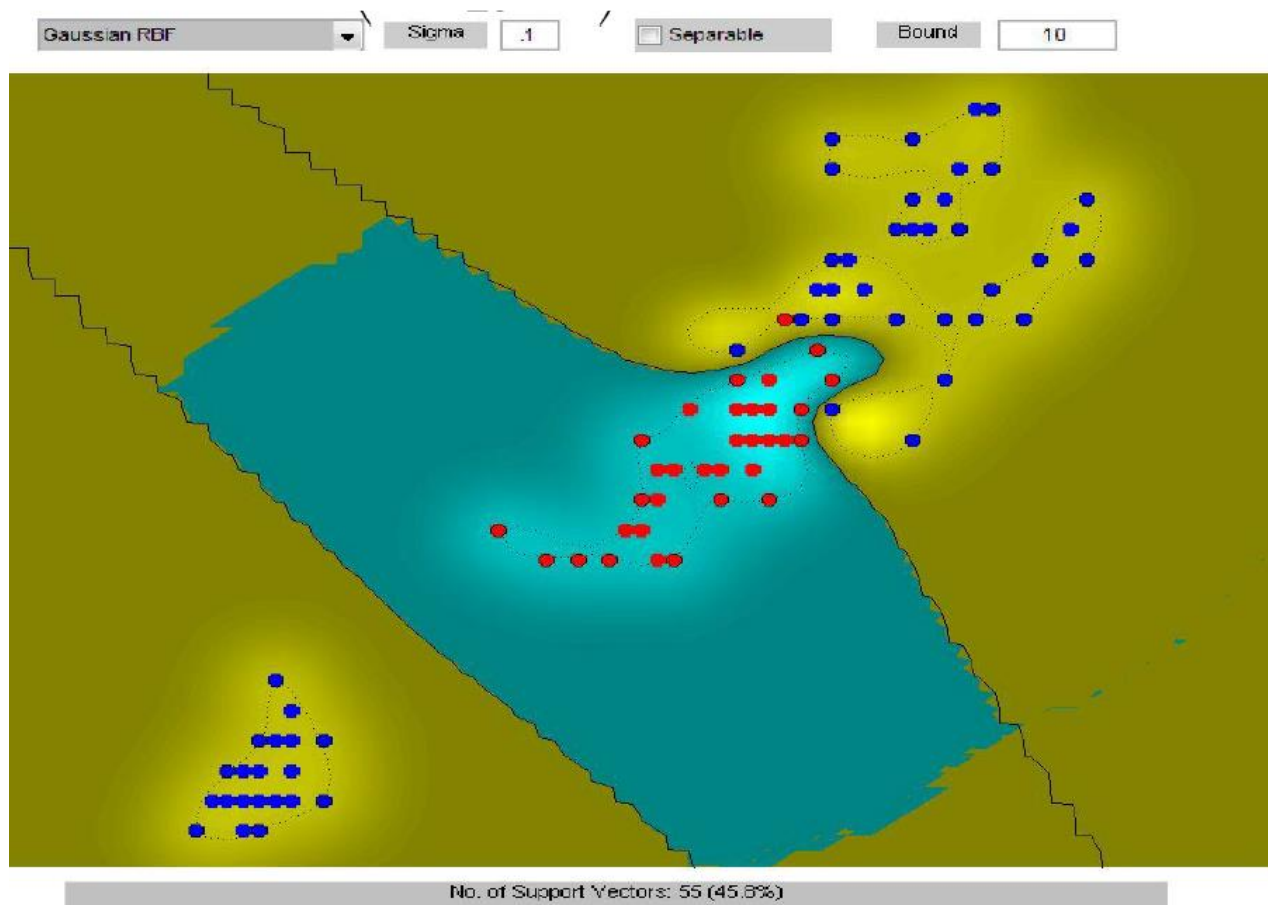 Gaussian RBF
Sigma
.1
Separable
Bound
10
No. of Support Vectors: 55 (45.8%)